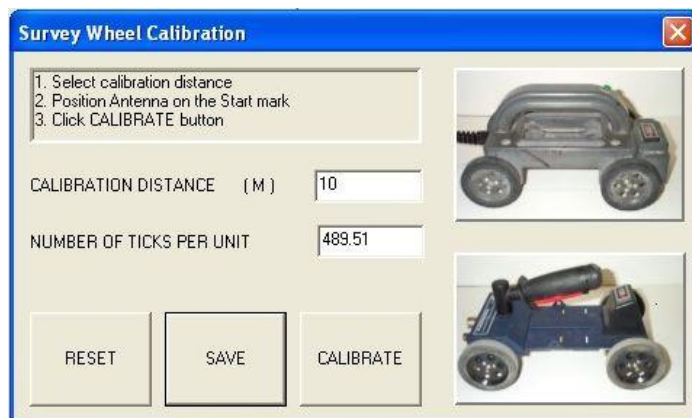 Survey Wheel Calibration
1. Select calibration distance
2. Position Antenna on the Start mark
3. Click CALIBRATE button
CALIBRATION DISTANCE ( M ) 10
NUMBER OF TICKS PER UNIT 489.51
RESET SAVE CALIBRATE